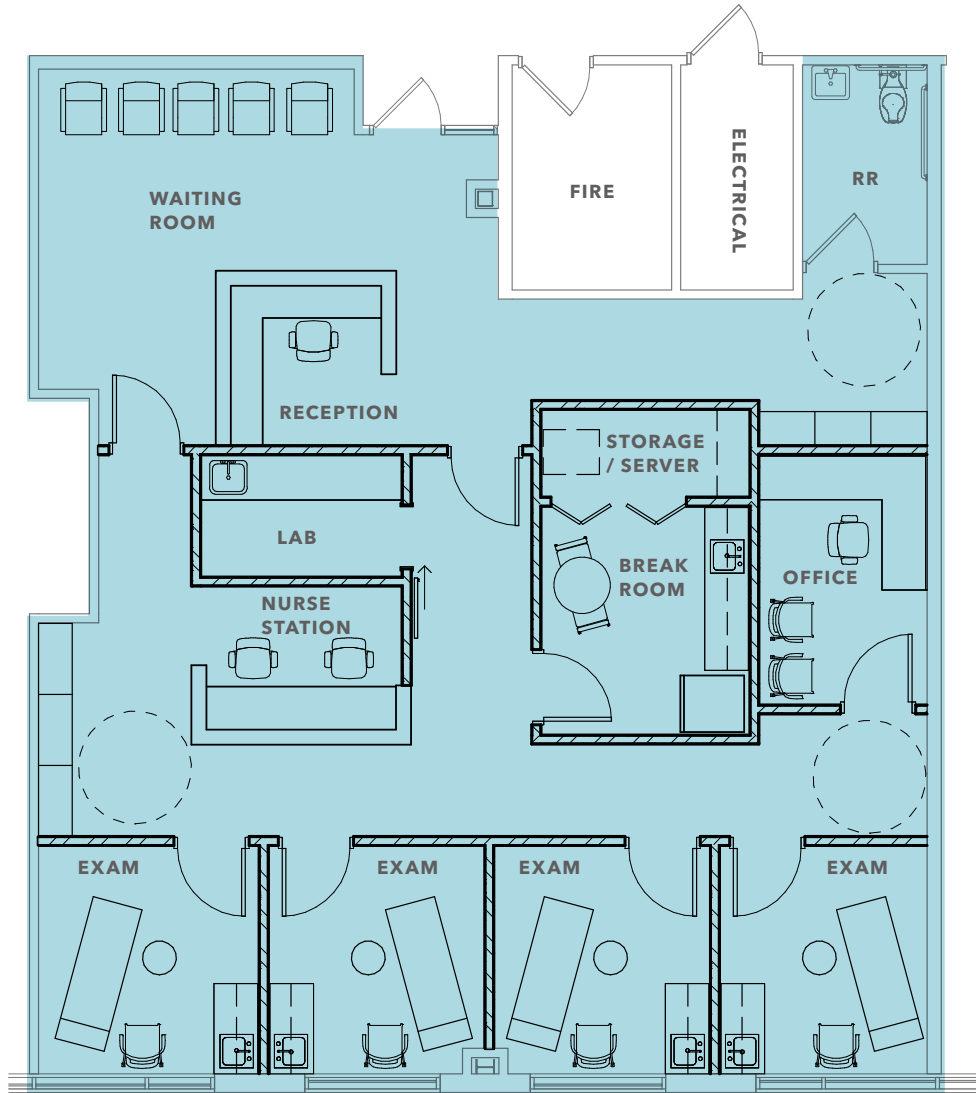 ELECTRICAL
RR
FIRE
WAITING
ROOM
RECEPTION
STORAGE
/ SERVER
LAB
BREAK
ROOM
OFFICE
NURSE
STATION
EXAM
EXAM
EXAM
EXAM